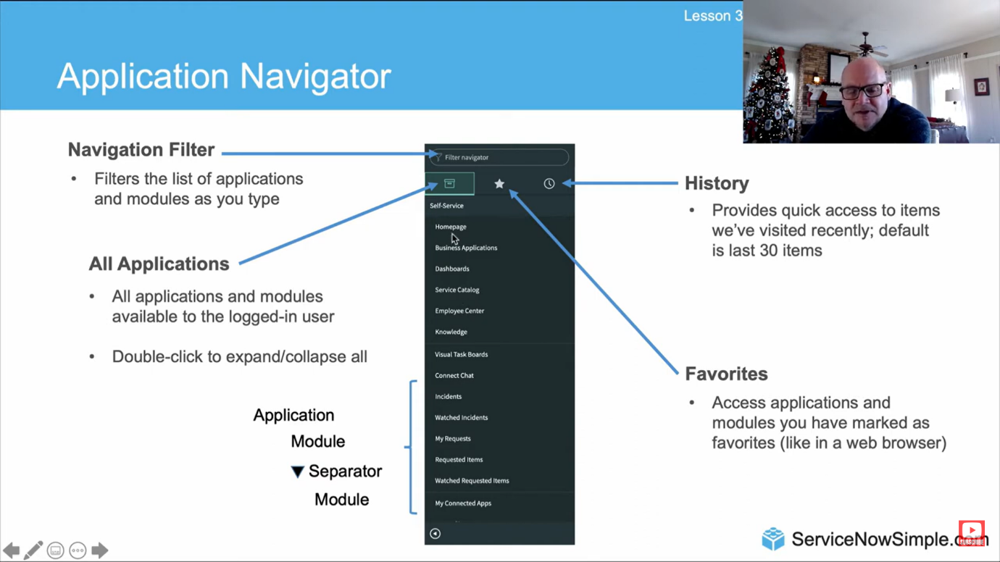 Lesson 3
Application Navigator
Navigation Filter
• Filters the list of applications
and modules as you type
All Applications
• All applications and modules
available to the logged-in user
• Double-click to expand/collapse all
Application
Module
▼ Separator
Module
Filter navigator
Self-Service
Homepage
Business Applications
Dashboards
Service Catalog
Employee Center
Knowledge
Visual Task Boards
Connect Chat
Incidents
Watched Incidents
My Requests
Requested Items
Watched Requested Items
My Connected Apps
History
• Provides quick access to items
we've visited recently; default
is last 30 items
Favorites
• Access applications and
modules you have marked as
favorites (like in a web browser)
ServiceNowSimple.com
SUBSCRIBE